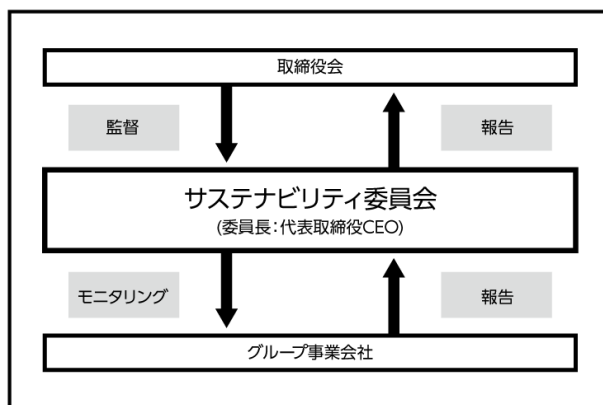 取締役会
監督
報告
サステナビリティ委員会
(委員長:代表取締役CEO)
モニタリング
報告
グループ事業会社